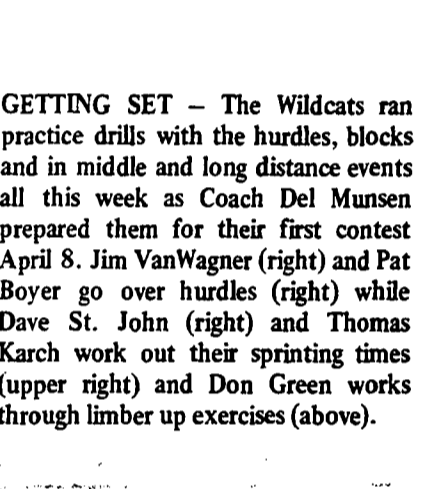 GETTING SET – The Wildcats ran
practice drills with the hurdles, blocks
and in middle and long distance events
all this week as Coach Del Munsen
prepared them for their first contest
April 8. Jim VanWagner (right) and Pat
Boyer go over hurdles (right) while
Dave St. John (right) and Thomas
Karch work out their sprinting times
(upper right) and Don Green works
through limber up exercises (above).